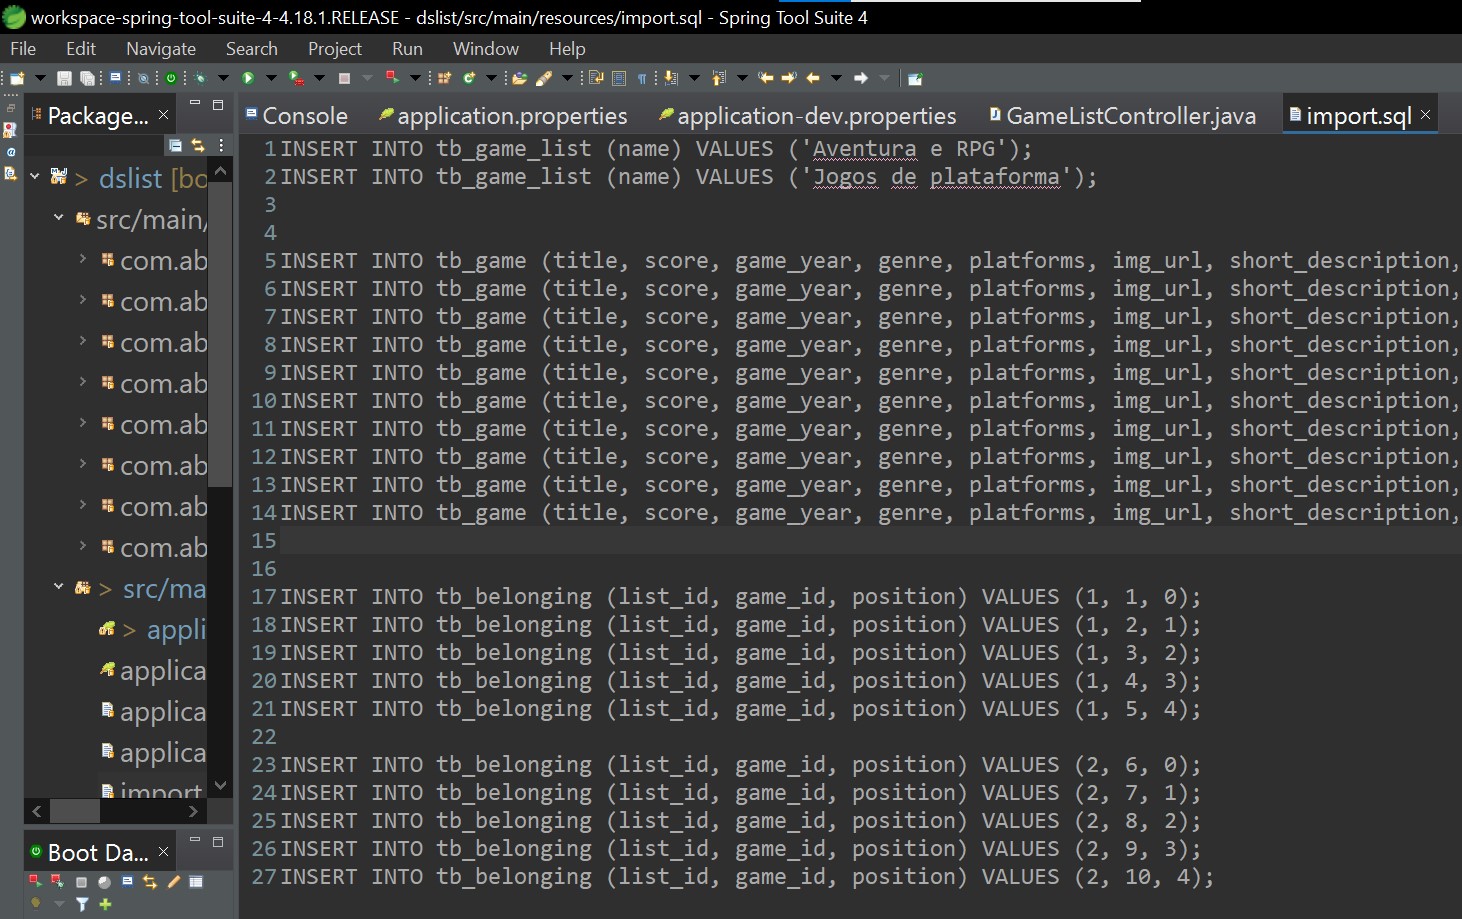 workspace-spring-tool-suite-4-4.18.1.RELEASE - dslist/src/main/resources/import.sql - Spring Tool Suite 4
File Edit Navigate Search Project Run Window Help
Package...
Console application.properties application-dev.properties GameListController.java import.sql
dslist [bo
src/main/
com.ab
com.ab
com.ab
com.ab
com.ab
com.ab
com.ab
com.ab
src/ma
appli
applica
applica
applica
import
Boot Da...
1 INSERT INTO tb_game_list (name) VALUES ('Aventura e RPG');
2 INSERT INTO tb_game_list (name) VALUES ('Jogos de plataforma');
3
4
5 INSERT INTO tb_game (title, score, game_year, genre, platforms, img_url, short_description,
6 INSERT INTO tb_game (title, score, game_year, genre, platforms, img_url, short_description,
7 INSERT INTO tb_game (title, score, game_year, genre, platforms, img_url, short_description,
8 INSERT INTO tb_game (title, score, game_year, genre, platforms, img_url, short_description,
9 INSERT INTO tb_game (title, score, game_year, genre, platforms, img_url, short_description,
10 INSERT INTO tb_game (title, score, game_year, genre, platforms, img_url, short_description,
11 INSERT INTO tb_game (title, score, game_year, genre, platforms, img_url, short_description,
12 INSERT INTO tb_game (title, score, game_year, genre, platforms, img_url, short_description,
13 INSERT INTO tb_game (title, score, game_year, genre, platforms, img_url, short_description,
14 INSERT INTO tb_game (title, score, game_year, genre, platforms, img_url, short_description,
15
16
17 INSERT INTO tb_belonging (list_id, game_id, position) VALUES (1, 1, 0);
18 INSERT INTO tb_belonging (list_id, game_id, position) VALUES (1, 2, 1);
19 INSERT INTO tb_belonging (list_id, game_id, position) VALUES (1, 3, 2);
20 INSERT INTO tb_belonging (list_id, game_id, position) VALUES (1, 4, 3);
21 INSERT INTO tb_belonging (list_id, game_id, position) VALUES (1, 5, 4);
22
23 INSERT INTO tb_belonging (list_id, game_id, position) VALUES (2, 6, 0);
24 INSERT INTO tb_belonging (list_id, game_id, position) VALUES (2, 7, 1);
25 INSERT INTO tb_belonging (list_id, game_id, position) VALUES (2, 8, 2);
26 INSERT INTO tb_belonging (list_id, game_id, position) VALUES (2, 9, 3);
27 INSERT INTO tb_belonging (list_id, game_id, position) VALUES (2, 10, 4);